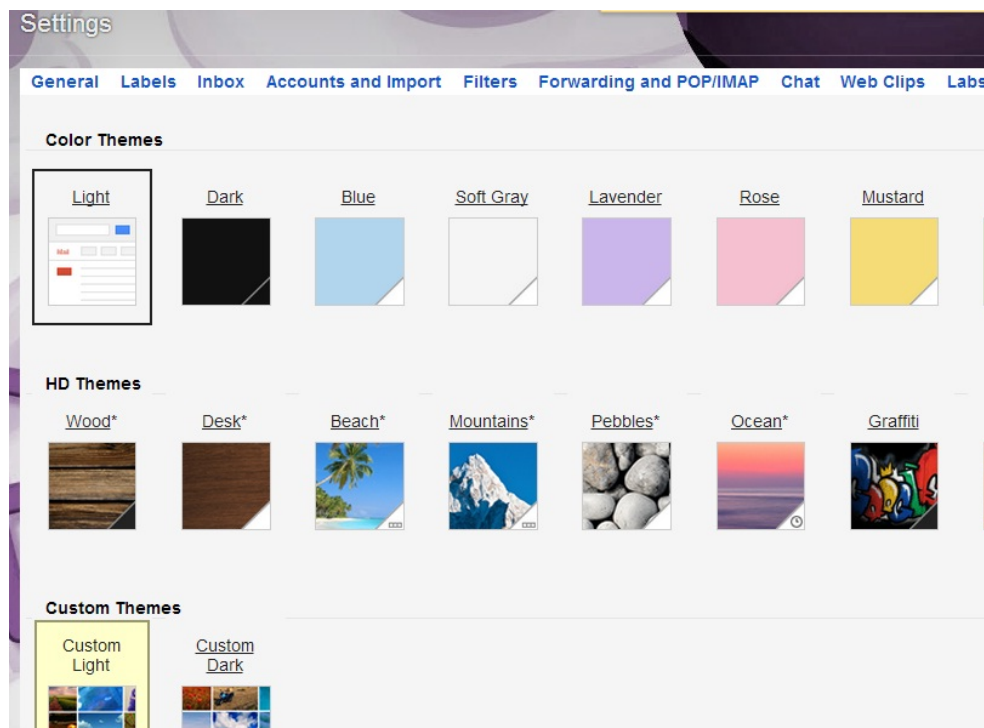 Settings
General Labels Inbox Accounts and Import Filters Forwarding and POP/IMAP Chat Web Clips Labs
Color Themes
Light Dark Blue Soft Gray Lavender Rose Mustard
Mail
HD Themes
Wood* Desk* Beach* Mountains* Pebbles* Ocean* Graffiti
Custom Themes
Custom Custom
Light Dark